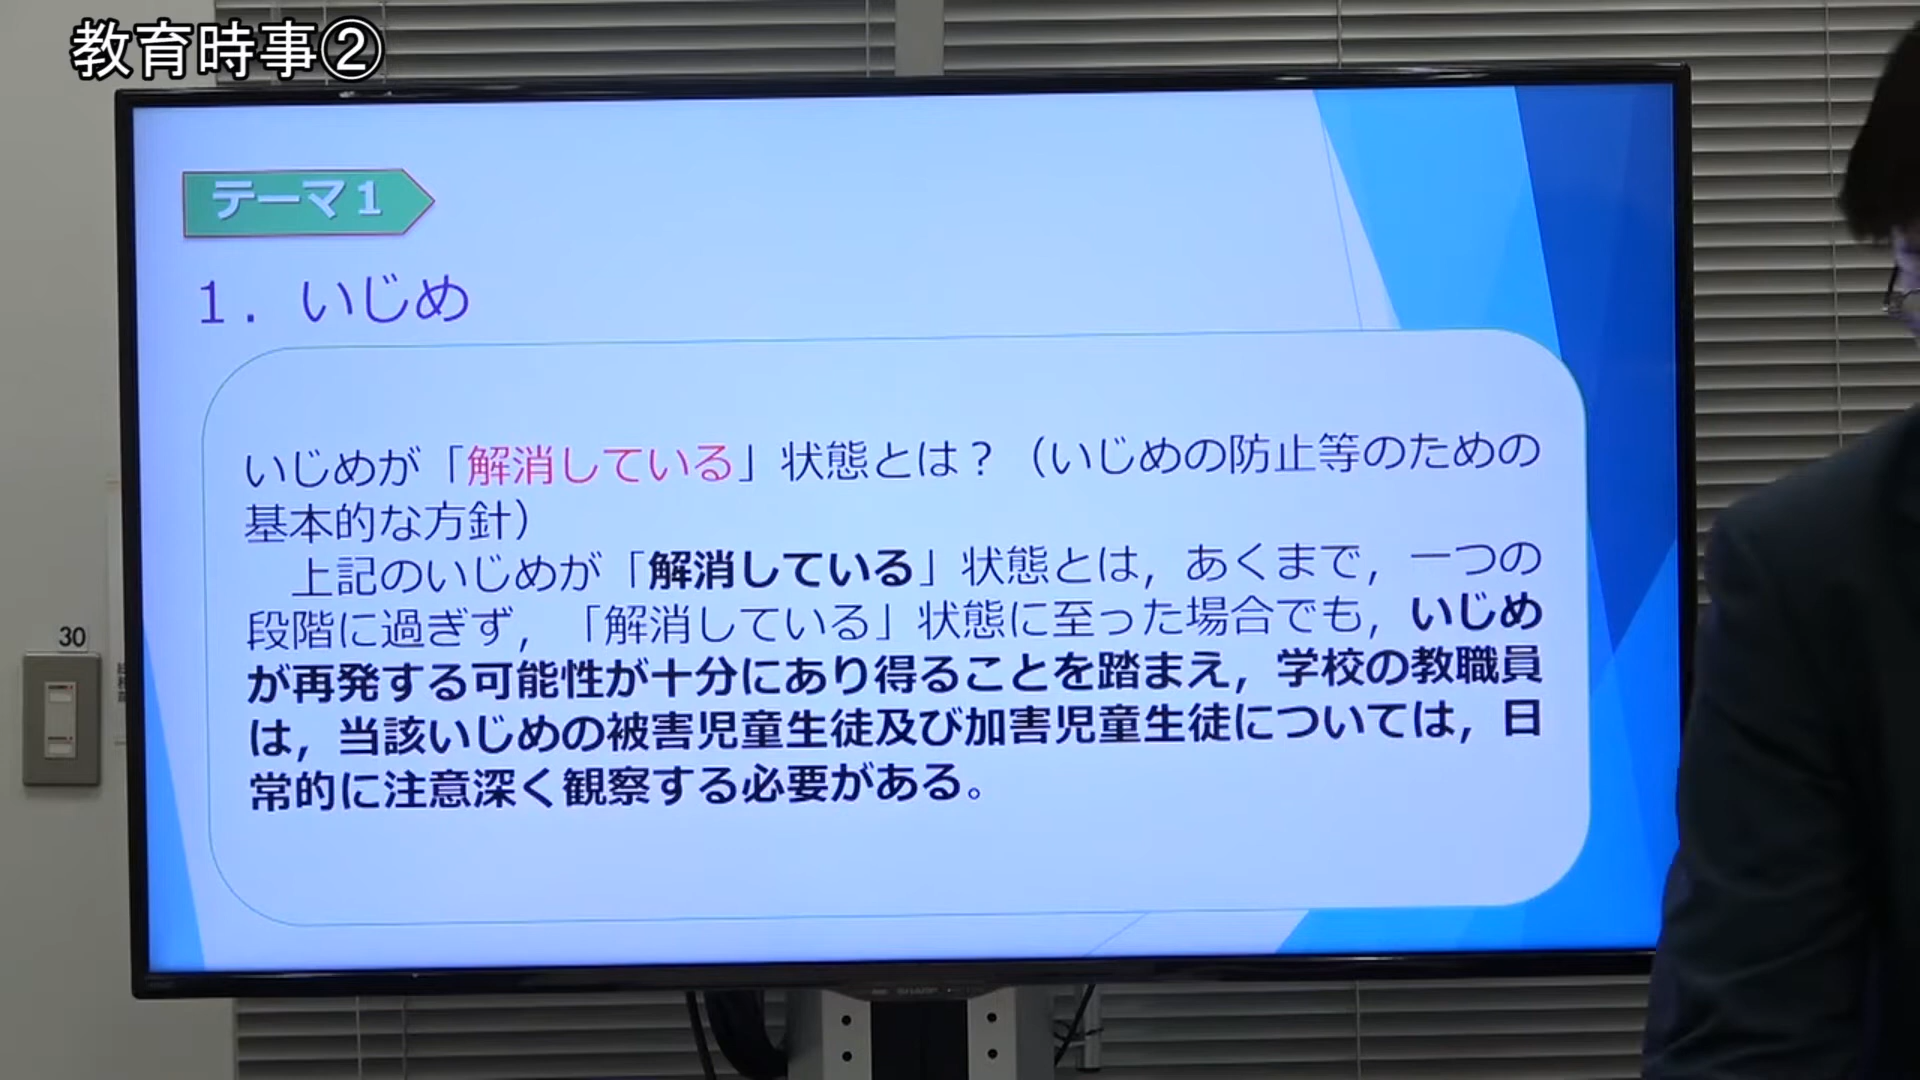 教育時事②
テーマ1
1．いじめ
いじめが「解消している」状態とは？（いじめの防止等のための
基本的な方針）
上記のいじめが「解消している」状態とは，あくまで，一つの
段階に過ぎず，「解消している」状態に至った場合でも，いじめ
が再発する可能性が十分にあり得ることを踏まえ，学校の教職員
は，当該いじめの被害児童生徒及び加害児童生徒については，日
常的に注意深く観察する必要がある。
30
SHARP